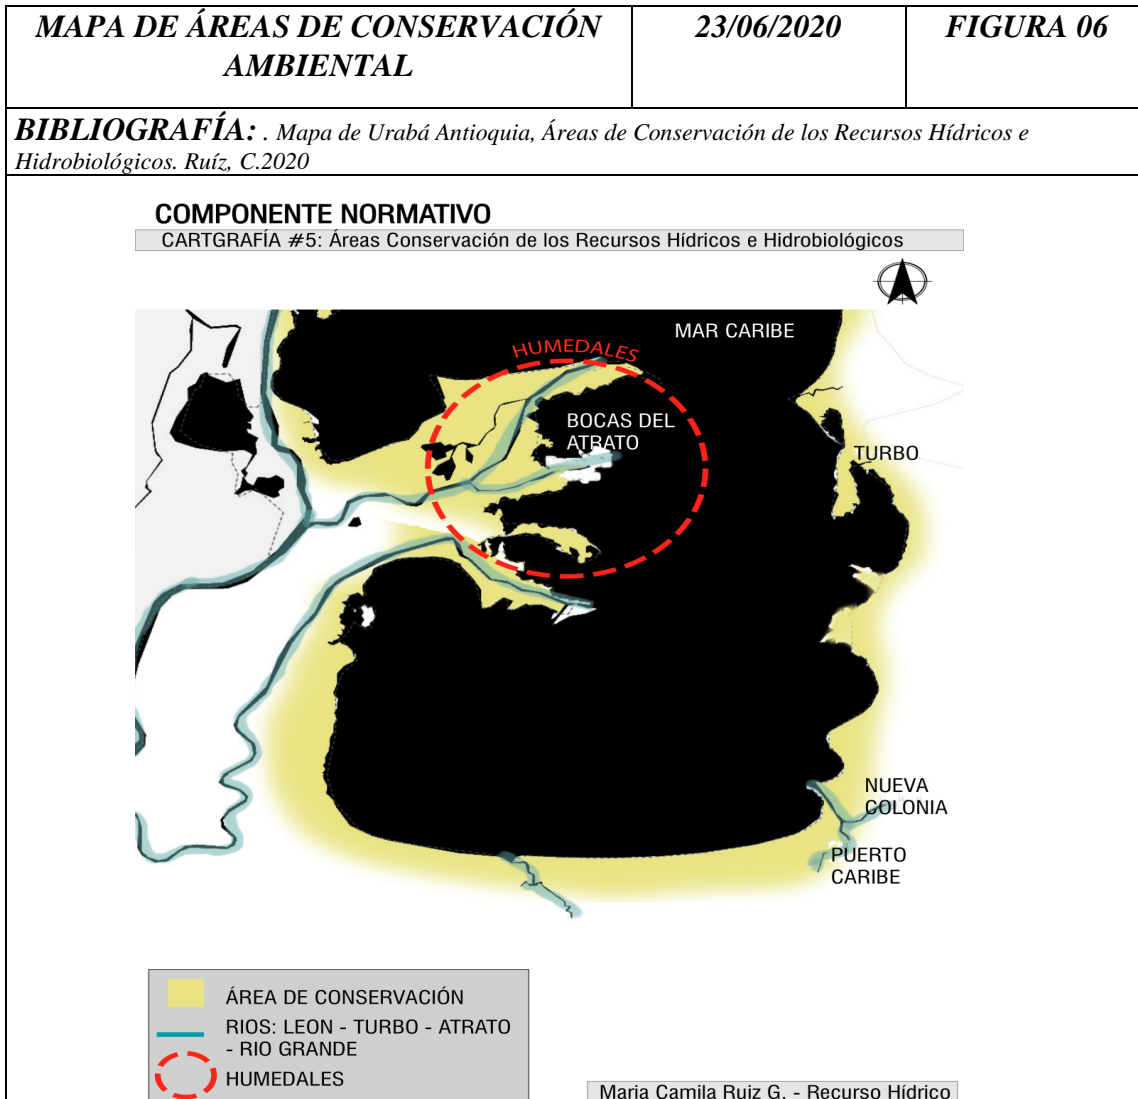 MAPA DE ÁREAS DE CONSERVACIÓN
AMBIENTAL
23/06/2020
FIGURA 06
BIBLIOGRAFÍA: . Mapa de Urabá Antioquia, Áreas de Conservación de los Recursos Hídricos e
Hidrobiológicos. Ruíz, C.2020
COMPONENTE NORMATIVO
CARTGRAFÍA #5: Áreas Conservación de los Recursos Hídricos e Hidrobiológicos
MAR CARIBE
HUMEDALES
BOCAS DEL
ATRATO
TURBO
NUEVA
COLONIA
PUERTO
CARIBE
ÁREA DE CONSERVACIÓN
RIOS: LEON - TURBO - ATRATO
- RIO GRANDE
HUMEDALES
Maria Camila Ruiz G. - Recurso Hídrico